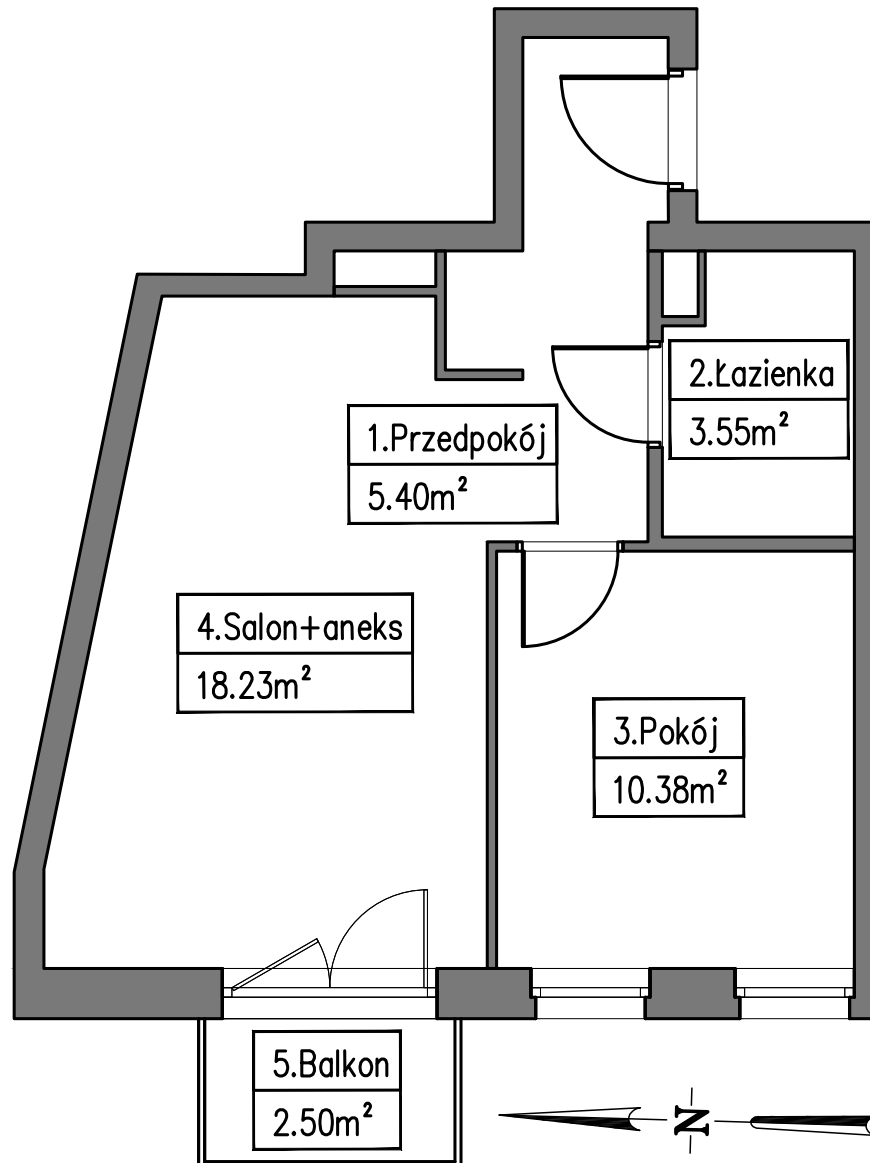 2.Łazienka
3.55m²
1.Przedpokój
5.40m²
4.Salon+aneks
18.23m²
3.Pokój
10.38m²
5.Balkon
2.50m²
N